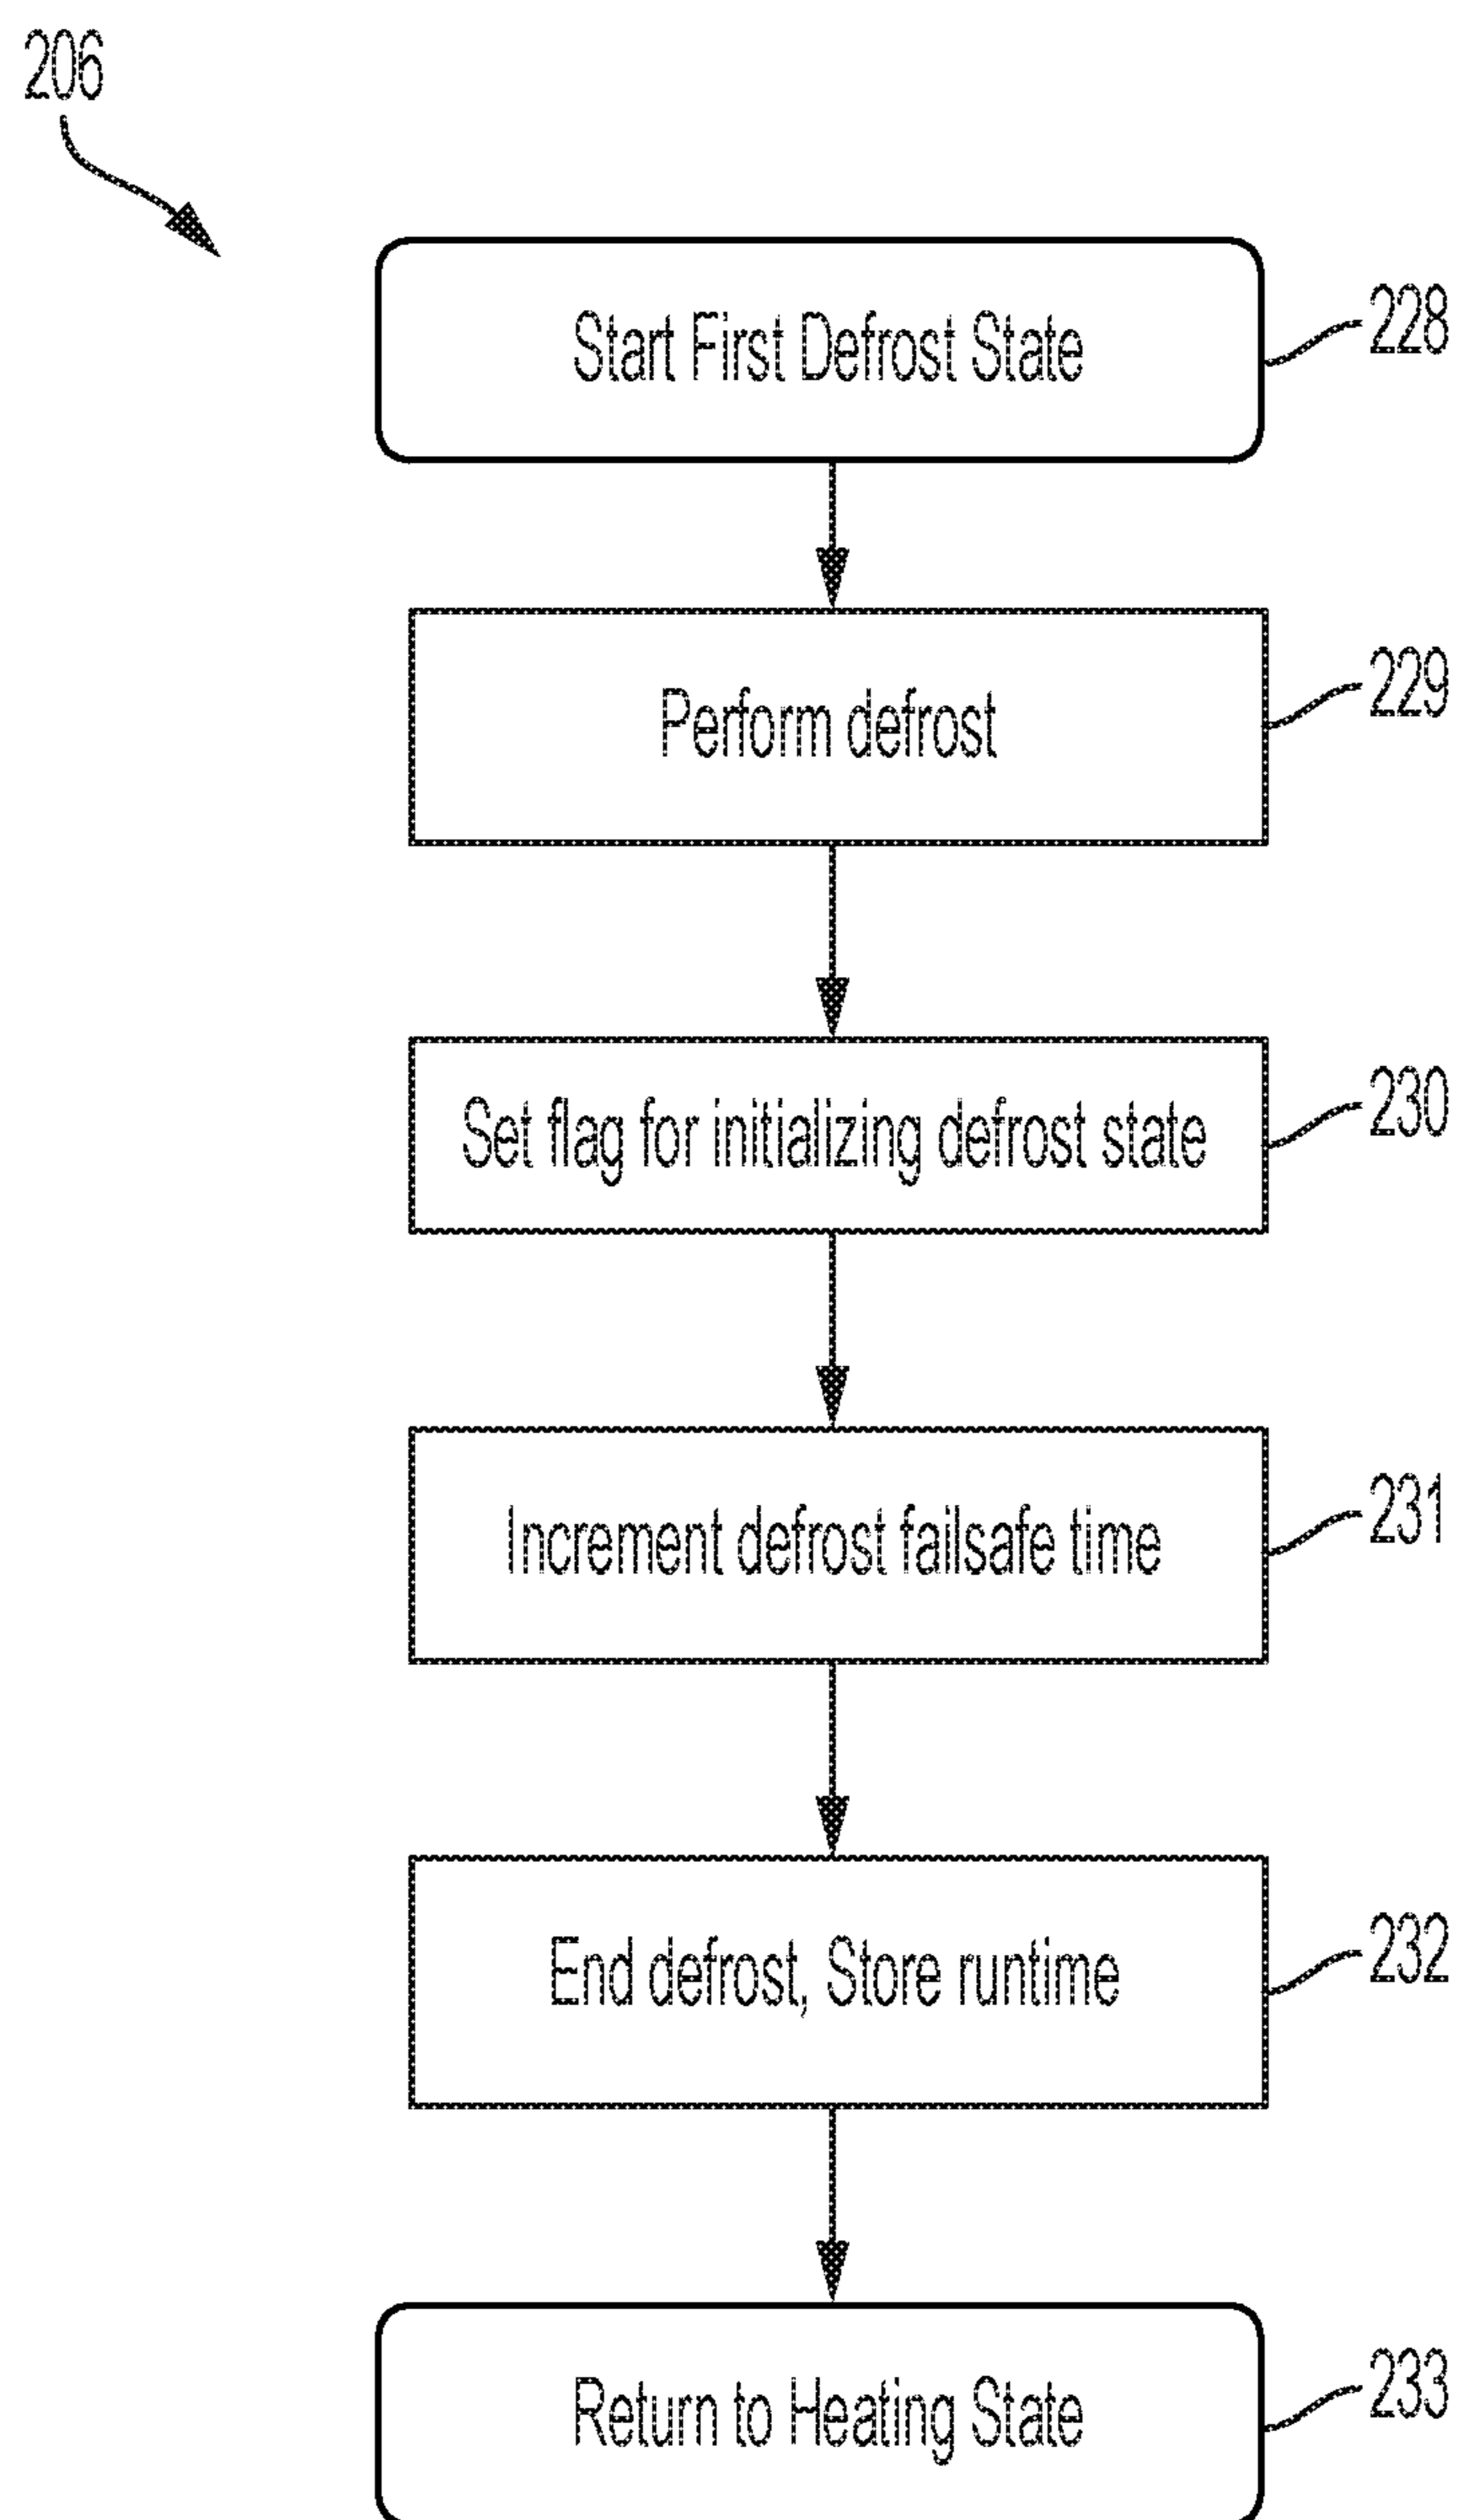 206
Start First Defrost State
228
Perform defrost
229
Set flag for initializing defrost state
230
Increment defrost failsafe time
231
End defrost, Store runtime
232
Return to Heating State
233